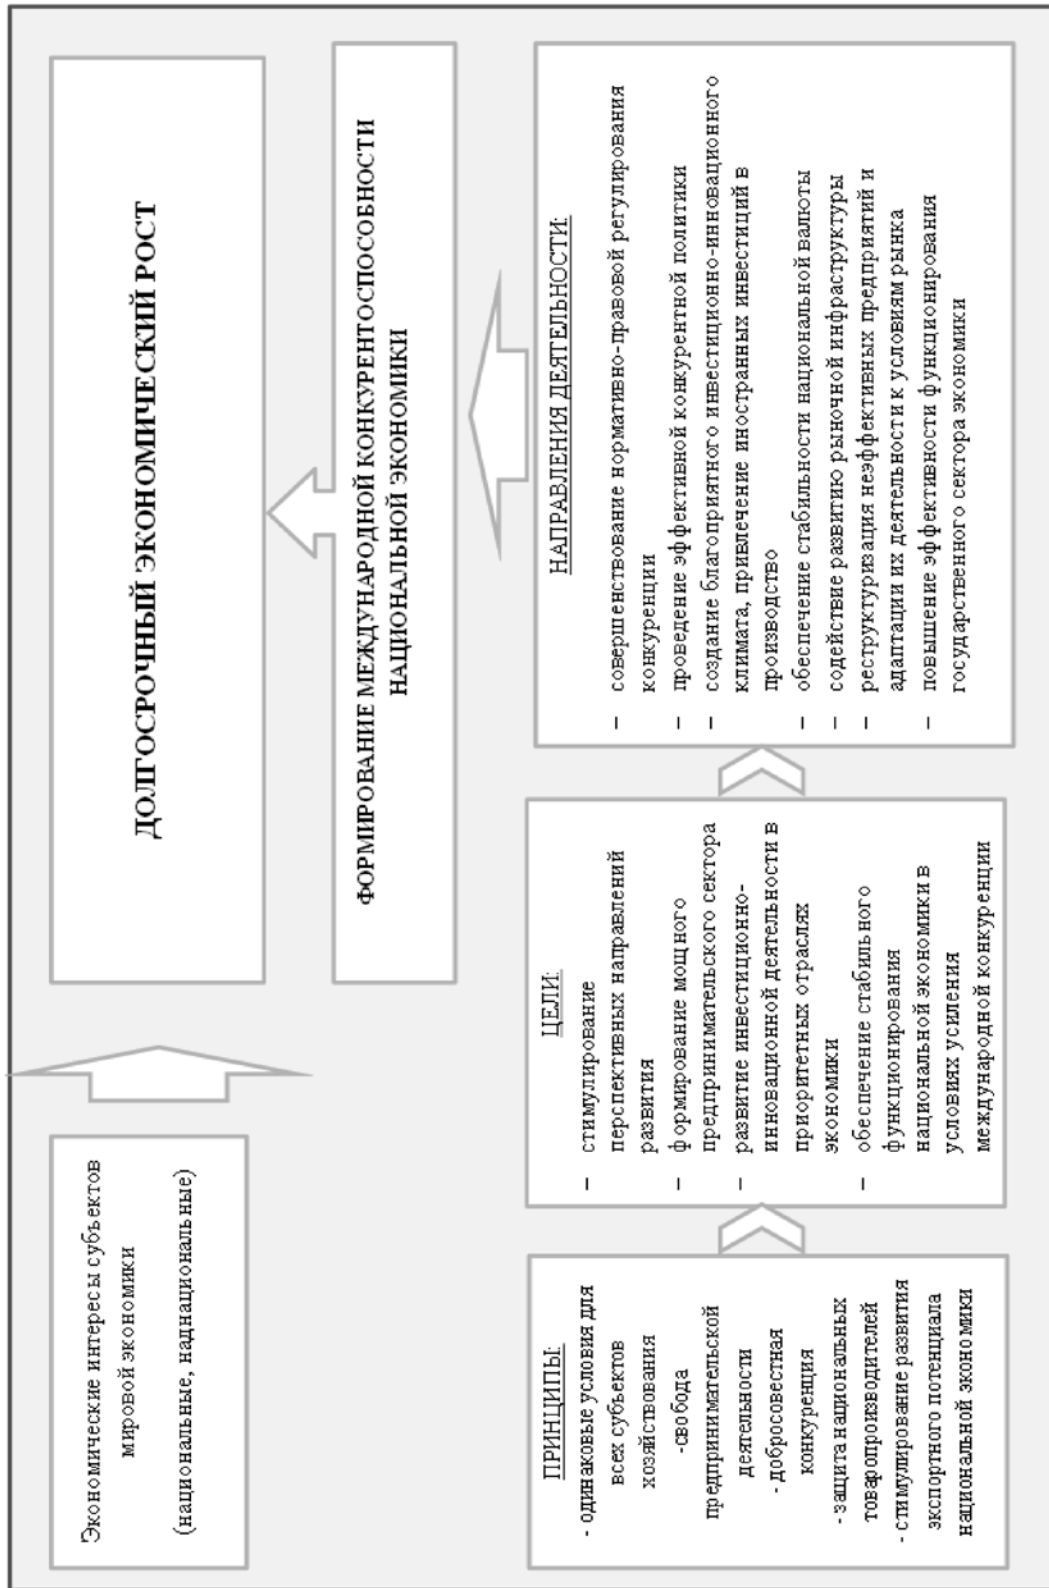 Экономические интересы субъектов
мировой экономики
(национальные, наднациональные)
ДОЛГОСРОЧНЫЙ ЭКОНОМИЧЕСКИЙ РОСТ
ФОРМИРОВАНИЕ МЕЖДУНАРОДНОЙ КОНКУРЕНТОСПОСОБНОСТИ
НАЦИОНАЛЬНОЙ ЭКОНОМИКИ
ПРИНЦИПЫ:
- одинаковые условия для
всех субъектов
хозяйствования
-свобода
предпринимательской
деятельности
- добросовестная
конкуренция
- защита национальных
товаропроизводителей
- стимулирование развития
экспортного потенциала
национальной экономики
ЦЕЛИ:
– стимулирование
перспективных направлений
развития
– формирование мощного
предпринимательского сектора
– развитие инвестиционно-
инновационной деятельности в
приоритетных отраслях
экономики
– обеспечение стабильного
функционирования
национальной экономики в
условиях усиления
международной конкуренции
НАПРАВЛЕНИЯ ДЕЯТЕЛЬНОСТИ:
– совершенствование нормативно-правовой регулирования
конкуренции
– проведение эффективной конкурентной политики
– создание благоприятного инвестиционно-инновационного
климата, привлечение иностранных инвестиций в
производство
– обеспечение стабильности национальной валюты
– содействие развитию рыночной инфраструктуры
– реструктуризация неэффективных предприятий и
адаптации их деятельности к условиям рынка
– повышение эффективности функционирования
государственного сектора экономики